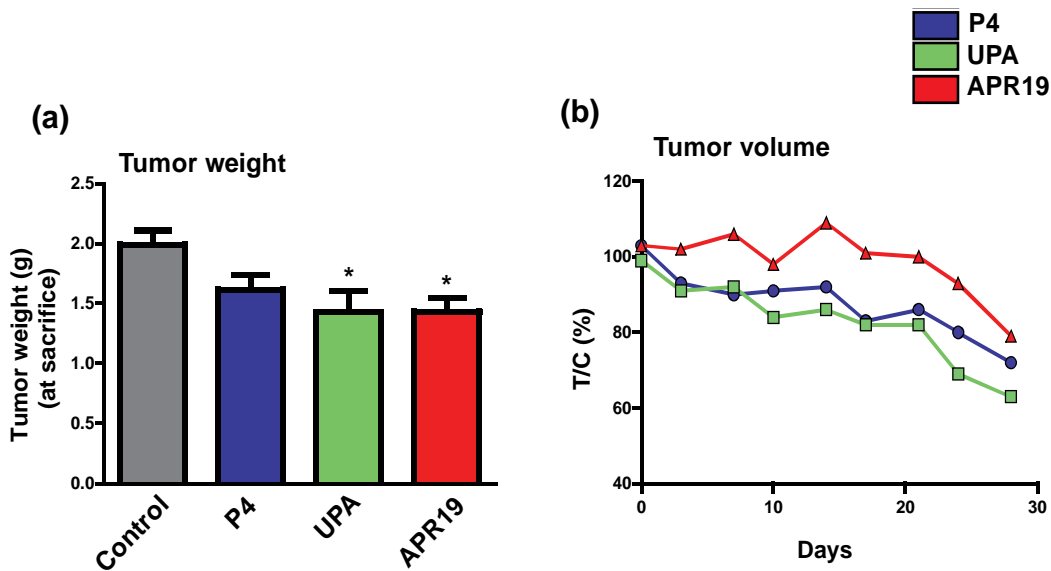 P4
UPA
APR19
(a)
Tumor weight
2.5
2.0
1.5
1.0
0.5
0.0
Tumor weight (g)
(at sacrifice)
*
*
Control
P4
UPA
APR19
(b)
Tumor volume
120
100
80
60
40
T/C (%)
0
10
20
30
Days